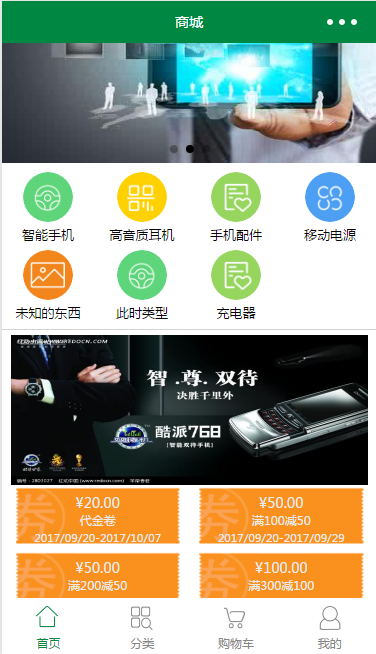 商城
智能手机 高音质耳机 手机配件 移动电源
未知的东西 此时类型 充电器
智.尊.双待
决胜千里外
酷派768
[智能双待手机]
¥20.00
代金卷
2017/09/20-2017/10/07
¥50.00
满100减50
2017/09/20-2017/09/29
¥50.00
满200减50
¥100.00
满300减100
首页 分类 购物车 我的